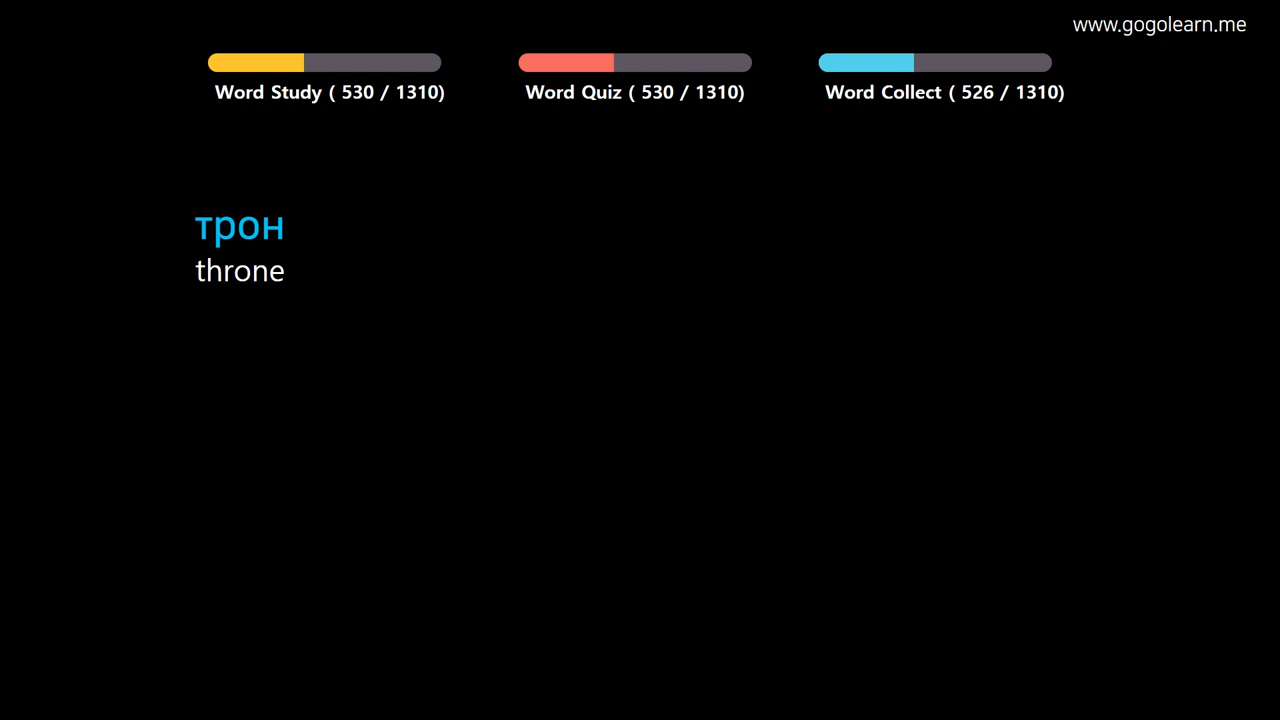 www.gogolearn.me
Word Study ( 530 / 1310)
Word Quiz ( 530 / 1310)
Word Collect ( 526 / 1310)
трон
throne